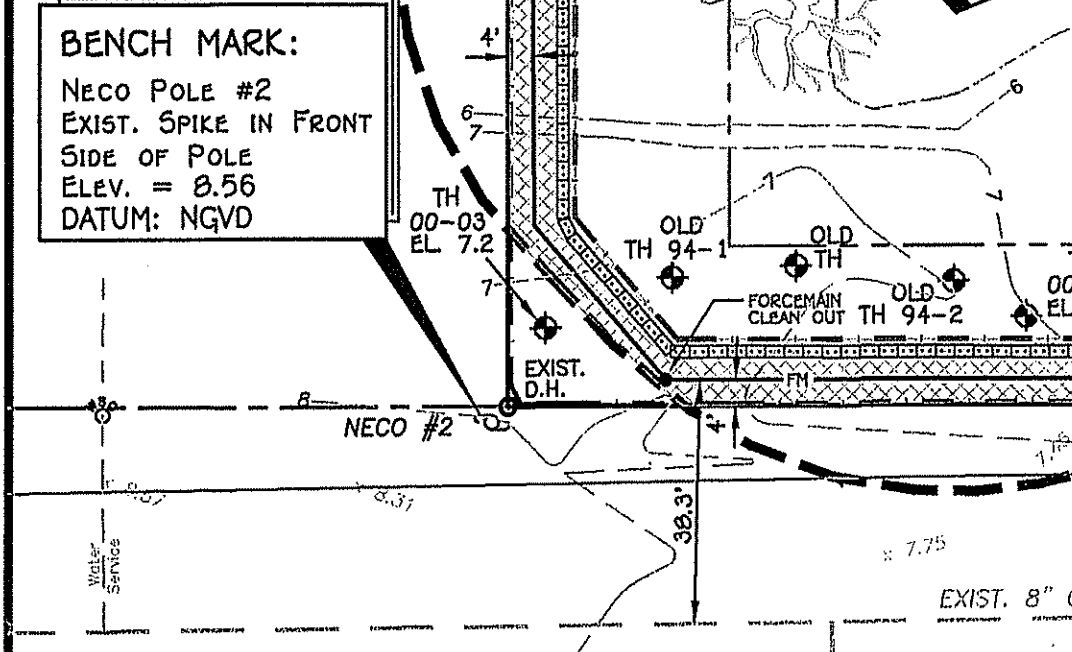 BENCH MARK:
NECO POLE #2
EXIST. SPIKE IN FRONT
SIDE OF POLE
ELEV. = 8.56
DATUM: NGVD
4'
6
7
6
7
7
TH
00-03
EL. 7.2
OLD
TH 94-1
OLD
TH
7
FORCEMAIN
CLEAN OUT
OLD
TH 94-2
00
EL
EXIST.
D.H.
FM
8
NECO #2
4'
8.31
38.3'
Water
Service
x 7.75
EXIST. 8"